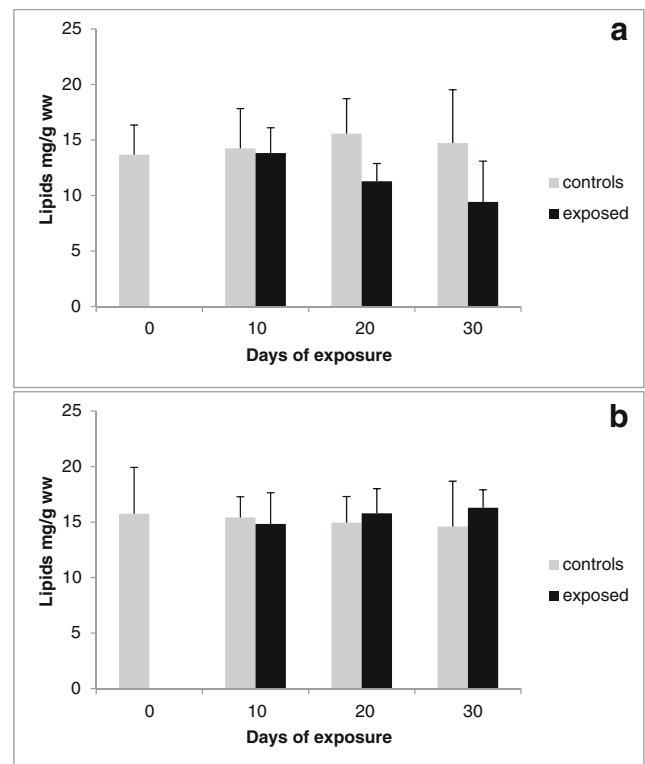 a
25
20
15
10
5
0
Lipids mg/g ww
controls
exposed
0 10 20 30
Days of exposure
b
25
20
15
10
5
0
Lipids mg/g ww
controls
exposed
0 10 20 30
Days of exposure